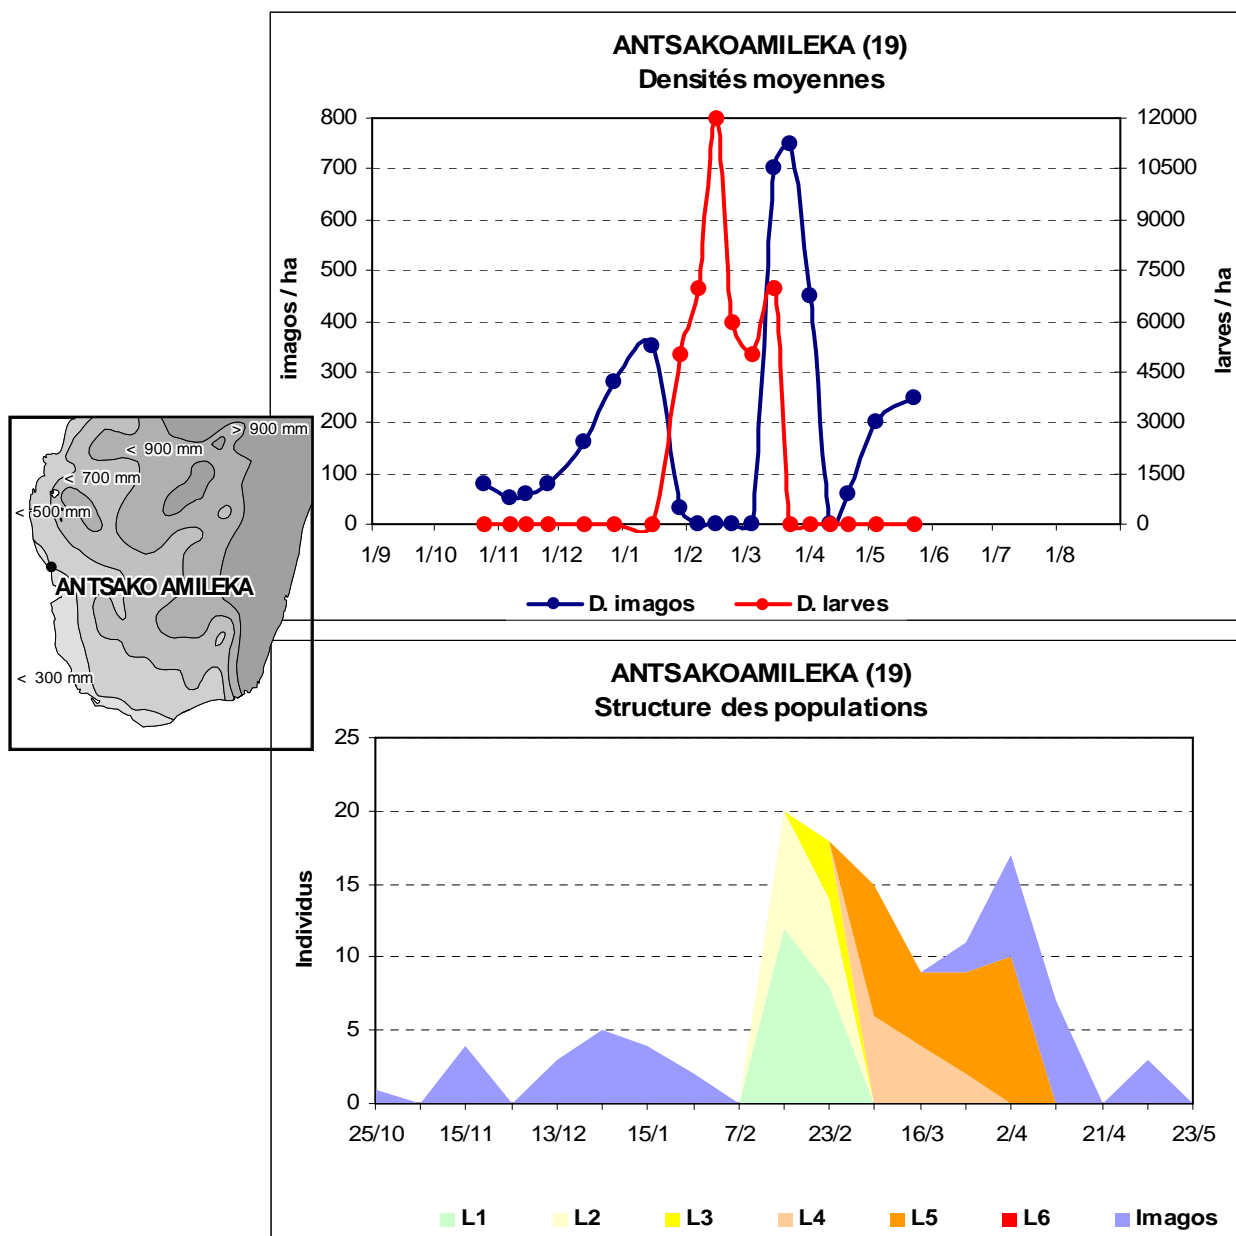 ANTSAKOAMILEKA (19)
Densités moyennes
800
700
600
500
400
300
200
100
0
imagos / ha
12000
10500
9000
7500
6000
4500
3000
1500
0
larves / ha
1/9 1/10 1/11 1/12 1/1 1/2 1/3 1/4 1/5 1/6 1/7 1/8
D. imagos D. larves
> 900 mm
< 900 mm
< 700 mm
< 500 mm
ANTSAKOAMILEKA
< 300 mm
ANTSAKOAMILEKA (19)
Structure des populations
25
20
15
10
5
0
Individus
25/10 15/11 13/12 15/1 7/2 23/2 16/3 2/4 21/4 23/5
L1 L2 L3 L4 L5 L6 Imagos